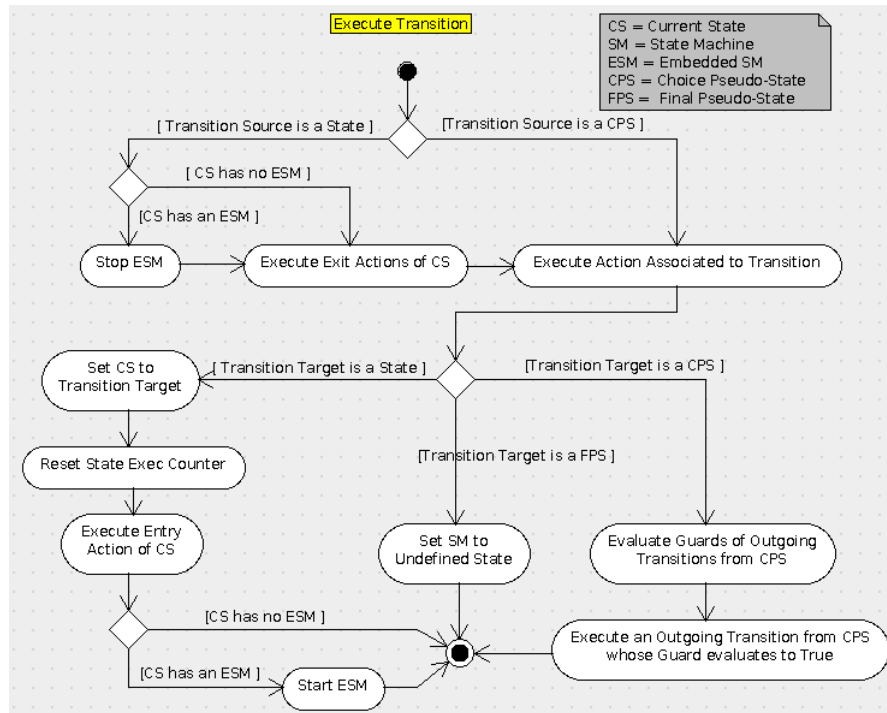 Execute Transition
CS = Current State
SM = State Machine
ESM = Embedded SM
CPS = Choice Pseudo-State
FPS = Final Pseudo-State
[ Transition Source is a State ]
[Transition Source is a CPS ]
[ CS has no ESM ]
[CS has an ESM ]
Stop ESM
Execute Exit Actions of CS
Execute Action Associated to Transition
Set CS to
Transition Target
[ Transition Target is a State ]
[Transition Target is a CPS ]
Reset State Exec Counter
[Transition Target is a FPS ]
Execute Entry
Action of CS
Set SM to
Undefined State
Evaluate Guards of Outgoing
Transitions from CPS
[CS has no ESM ]
Execute an Outgoing Transition from CPS
whose Guard evaluates to True
[CS has an ESM ]
Start ESM